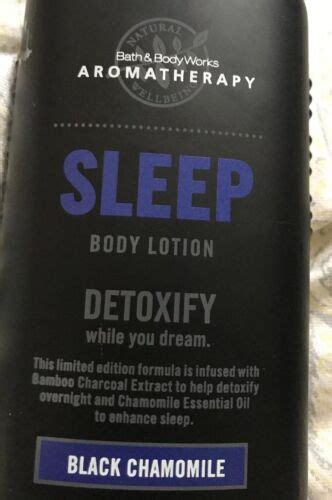 NATURAL
WELLBEING
Bath & Body Works
AROMATHERAPY
SLEEP
BODY LOTION
DETOXIFY
while you dream.
This limited edition formula is infused with
Bamboo Charcoal Extract to help detoxify
overnight and Chamomile Essential Oil
to enhance sleep.
BLACK CHAMOMILE